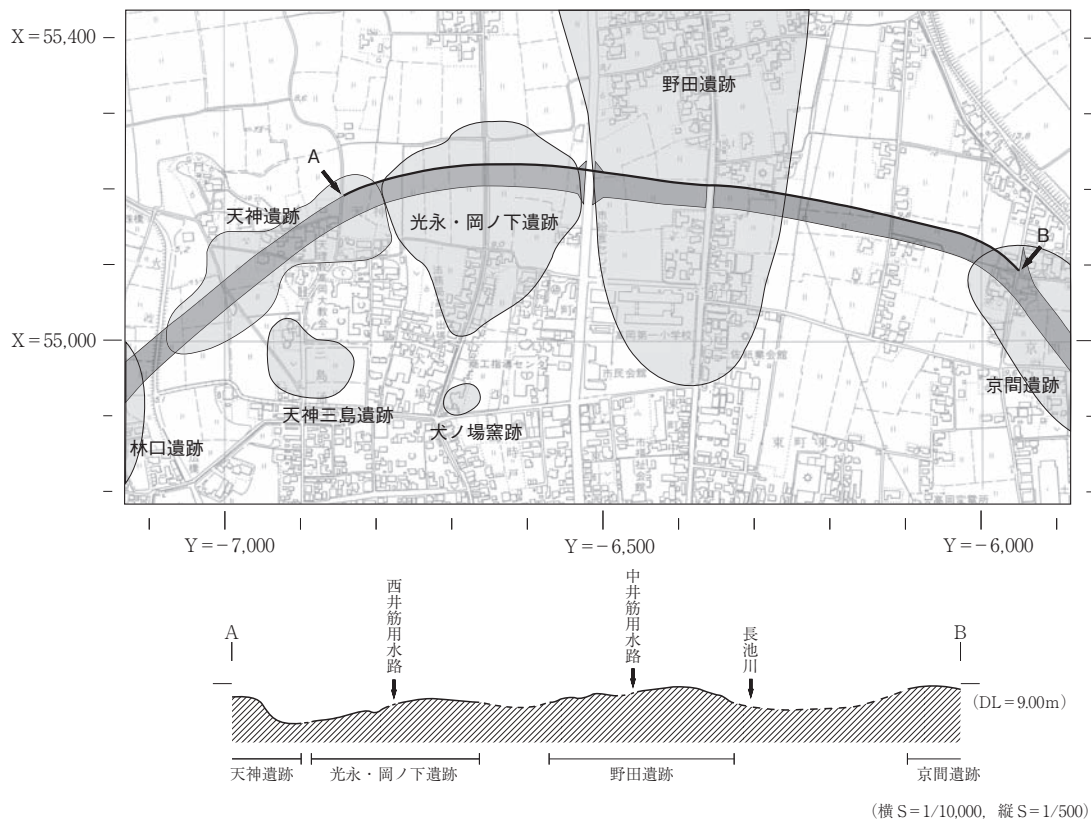 X＝55,400
野田遺跡
A
天神遺跡
光永・岡ノ下遺跡
B
X＝55,000
市民会館
京間遺跡
天神三島遺跡
林口遺跡
犬ノ場窯跡
Y＝−7,000
Y＝−6,500
Y＝−6,000
A
西井筋用水路
中井筋用水路
長池川
B
（DL＝9.00m）
天神遺跡
光永・岡ノ下遺跡
野田遺跡
京間遺跡
（横 S＝1/10,000，縦 S＝1/500）